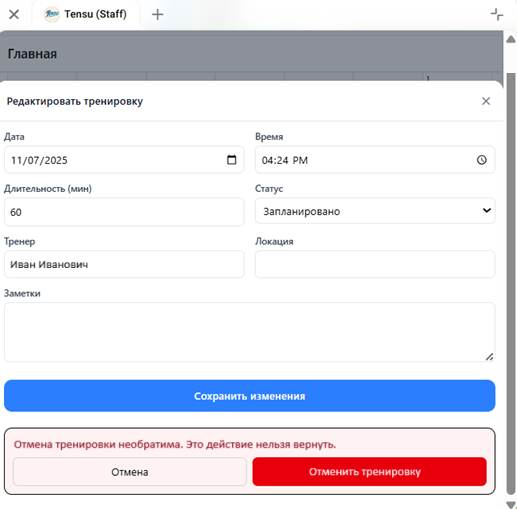 Tensu (Staff)
Главная
1
Редактировать тренировку
Дата
Время
11/07/2025
04:24 PM
Длительность (мин)
Статус
60
Запланировано
Тренер
Локация
Иван Иванович
Заметки
Сохранить изменения
Отмена тренировки необратима. Это действие нельзя вернуть.
Отмена
Отменить тренировку